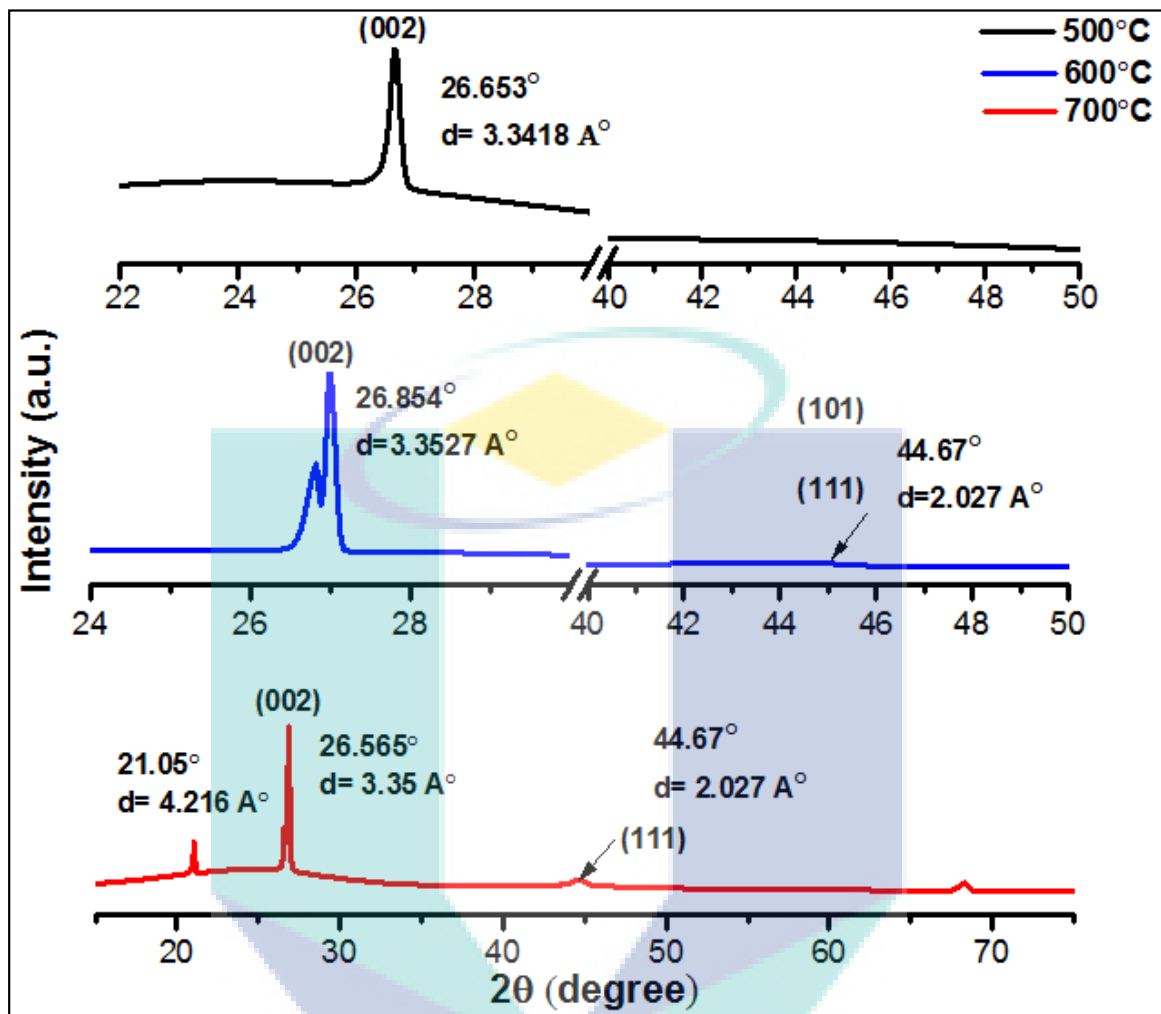 (002)
26.653°
d= 3.3418 A°
500°C
600°C
700°C
22 24 26 28 40 42 44 46 48 50
(002)
26.854°
d=3.3527 A°
(101)
44.67°
(111)
d=2.027 A°
24 26 28 40 42 44 46 48 50
(002)
21.05°
d= 4.216 A°
26.565°
d= 3.35 A°
44.67°
d= 2.027 A°
(111)
20 30 40 50 60 70
2θ (degree)
Intensity (a.u.)